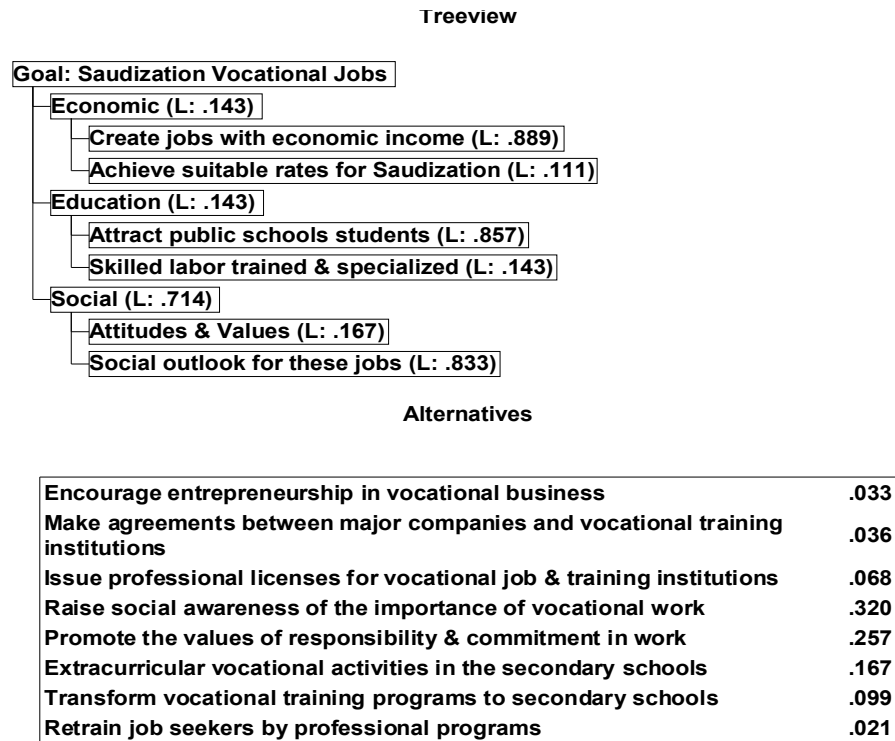 Treeview
Goal: Saudization Vocational Jobs
Economic (L: .143)
Create jobs with economic income (L: .889)
Achieve suitable rates for Saudization (L: .111)
Education (L: .143)
Attract public schools students (L: .857)
Skilled labor trained & specialized (L: .143)
Social (L: .714)
Attitudes & Values (L: .167)
Social outlook for these jobs (L: .833)
Alternatives
Encourage entrepreneurship in vocational business .033
Make agreements between major companies and vocational training
institutions .036
Issue professional licenses for vocational job & training institutions .068
Raise social awareness of the importance of vocational work .320
Promote the values of responsibility & commitment in work .257
Extracurricular vocational activities in the secondary schools .167
Transform vocational training programs to secondary schools .099
Retrain job seekers by professional programs .021